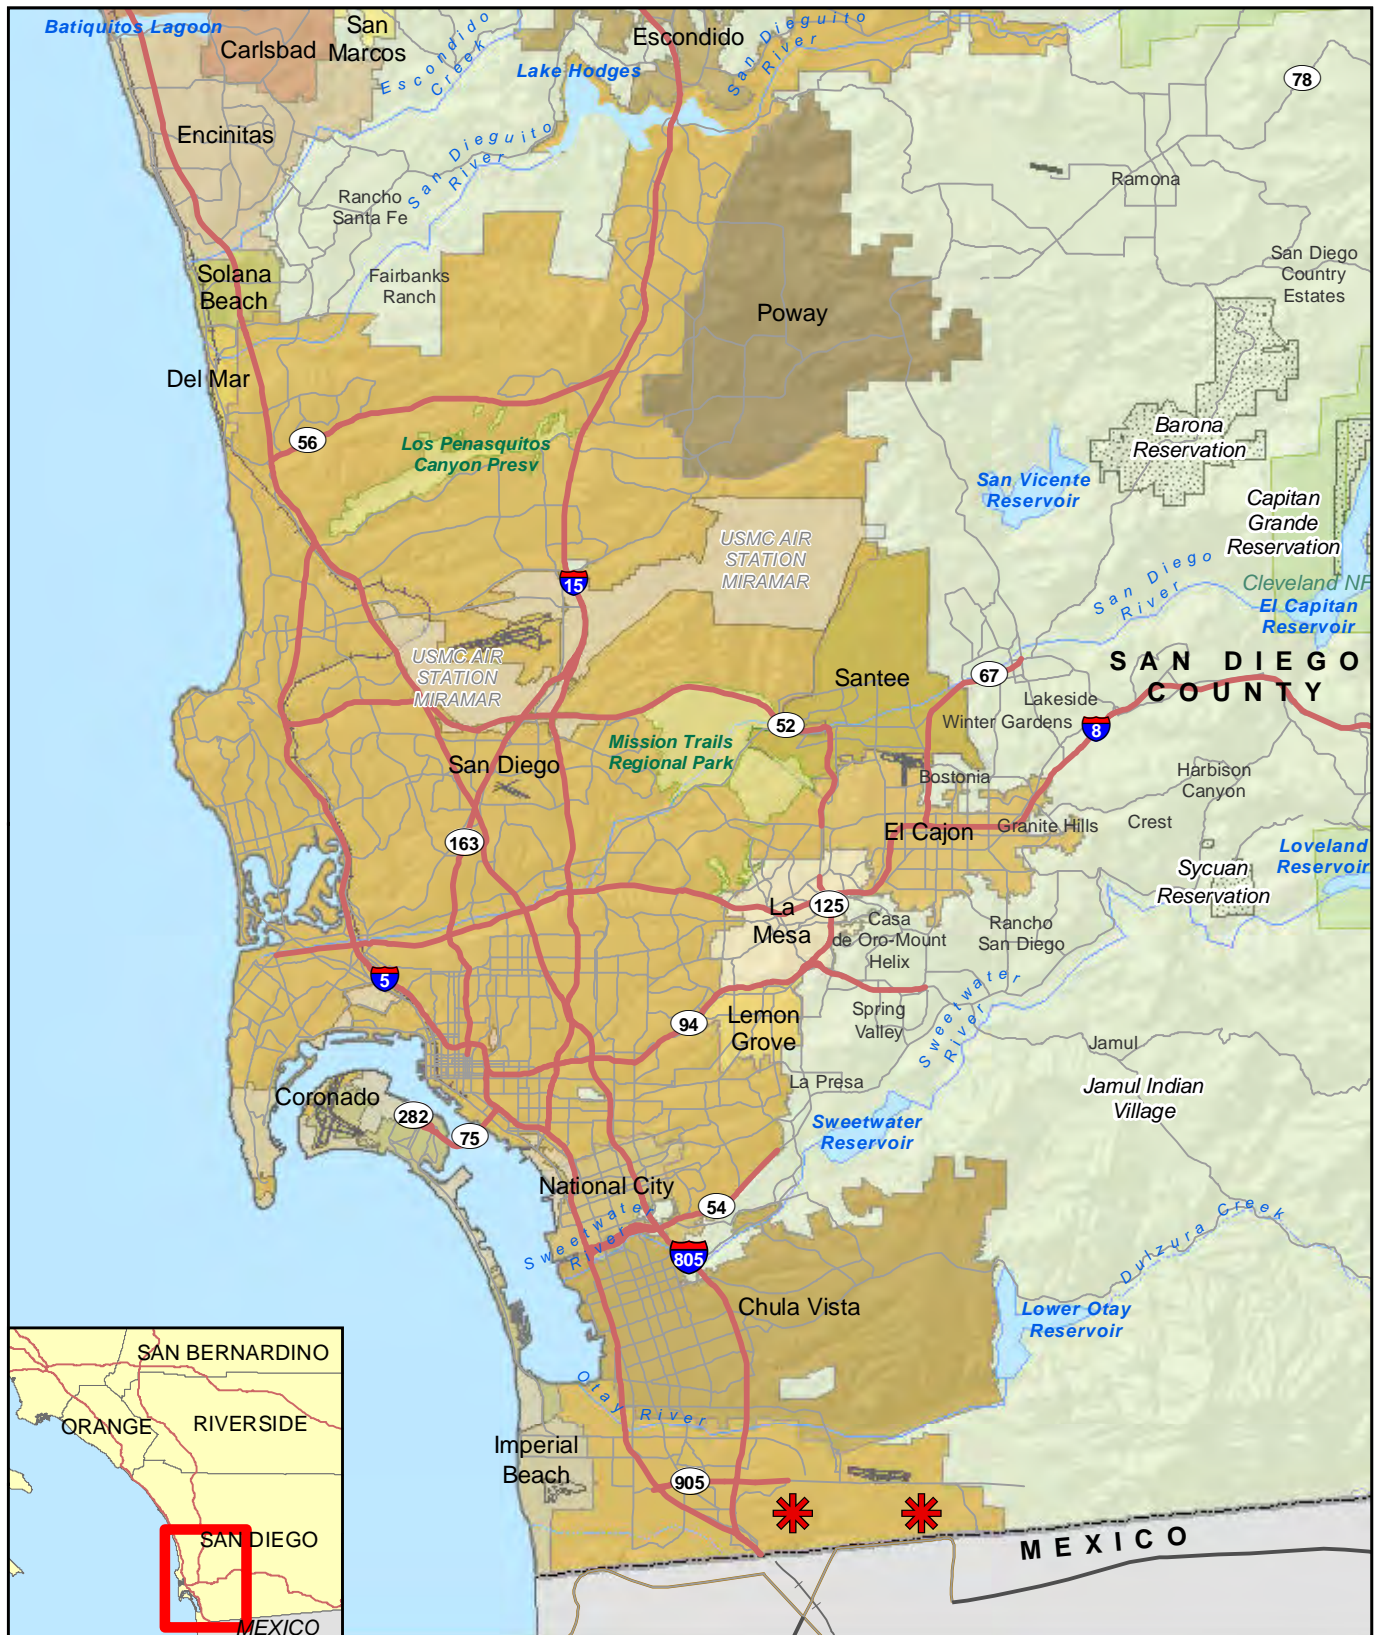 Batiquitos Lagoon
Carlsbad
San
Marcos
Escondido
Creek
Escondido
San Dieguito
River
Lake Hodges
78
Encinitas
San Dieguito
River
Rancho
Santa Fe
Ramona
Solana
Beach
Fairbanks
Ranch
San Diego
Country
Estates
Poway
Del Mar
56
Los Penasquitos
Canyon Presv
Barona
Reservation
San Vicente
Reservoir
Capitan
Grande
Reservation
USMC AIR
STATION
MIRAMAR
15
San Diego
River
Cleveland NF
El Capitan
Reservoir
USMC AIR
STATION
MIRAMAR
SAN DIEGO
COUNTY
Santee
67
Lakeside
Winter Gardens
8
52
Mission Trails
Regional Park
San Diego
Bostonia
Harbison
Canyon
163
El Cajon
Granite Hills
Crest
Loveland
Reservoir
Sycuan
Reservation
125
La
Mesa
Casa
de Oro-Mount
Helix
Rancho
San Diego
5
Sweetwater
River
94
Lemon
Grove
Spring
Valley
Jamul
La Presa
Jamul Indian
Village
Coronado
282
75
Sweetwater
Reservoir
National City
54
Sweetwater
River
Dulzura Creek
805
Chula Vista
Lower Otay
Reservoir
Otay River
Imperial
Beach
905
MEXICO
SAN BERNARDINO
ORANGE
RIVERSIDE
SAN DIEGO
MEXICO